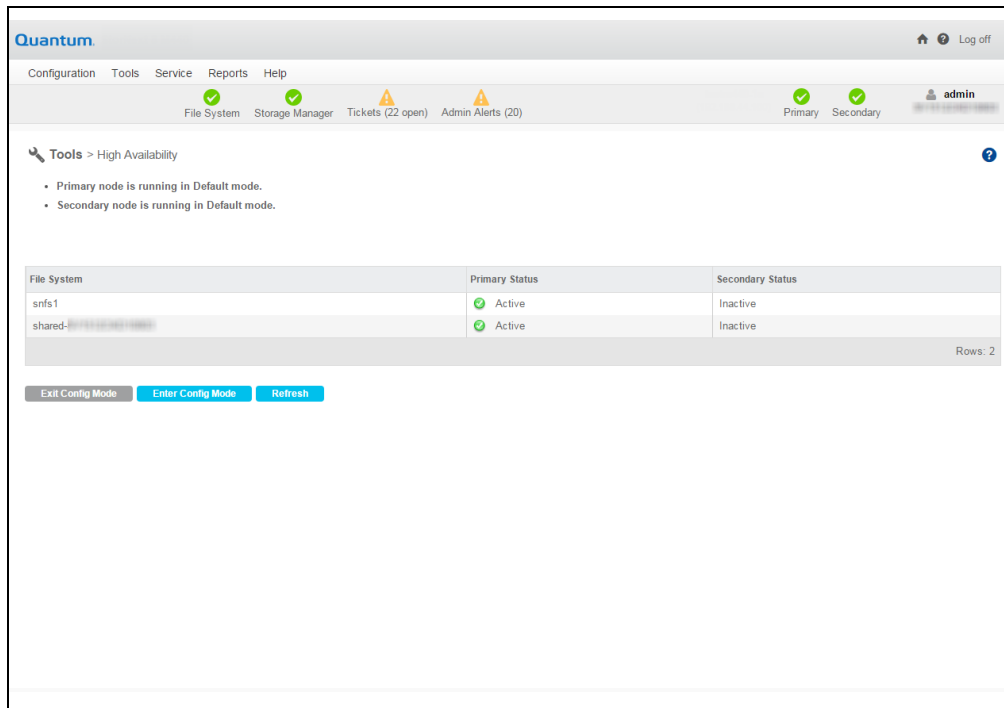 Quantum.
Log off
Configuration Tools Service Reports Help
File System Storage Manager Tickets (22 open) Admin Alerts (20) Primary Secondary admin
Tools > High Availability
• Primary node is running in Default mode.
• Secondary node is running in Default mode.
File System Primary Status Secondary Status
snfs1 Active Inactive
shared- Active Inactive
Rows: 2
Exit Config Mode Enter Config Mode Refresh